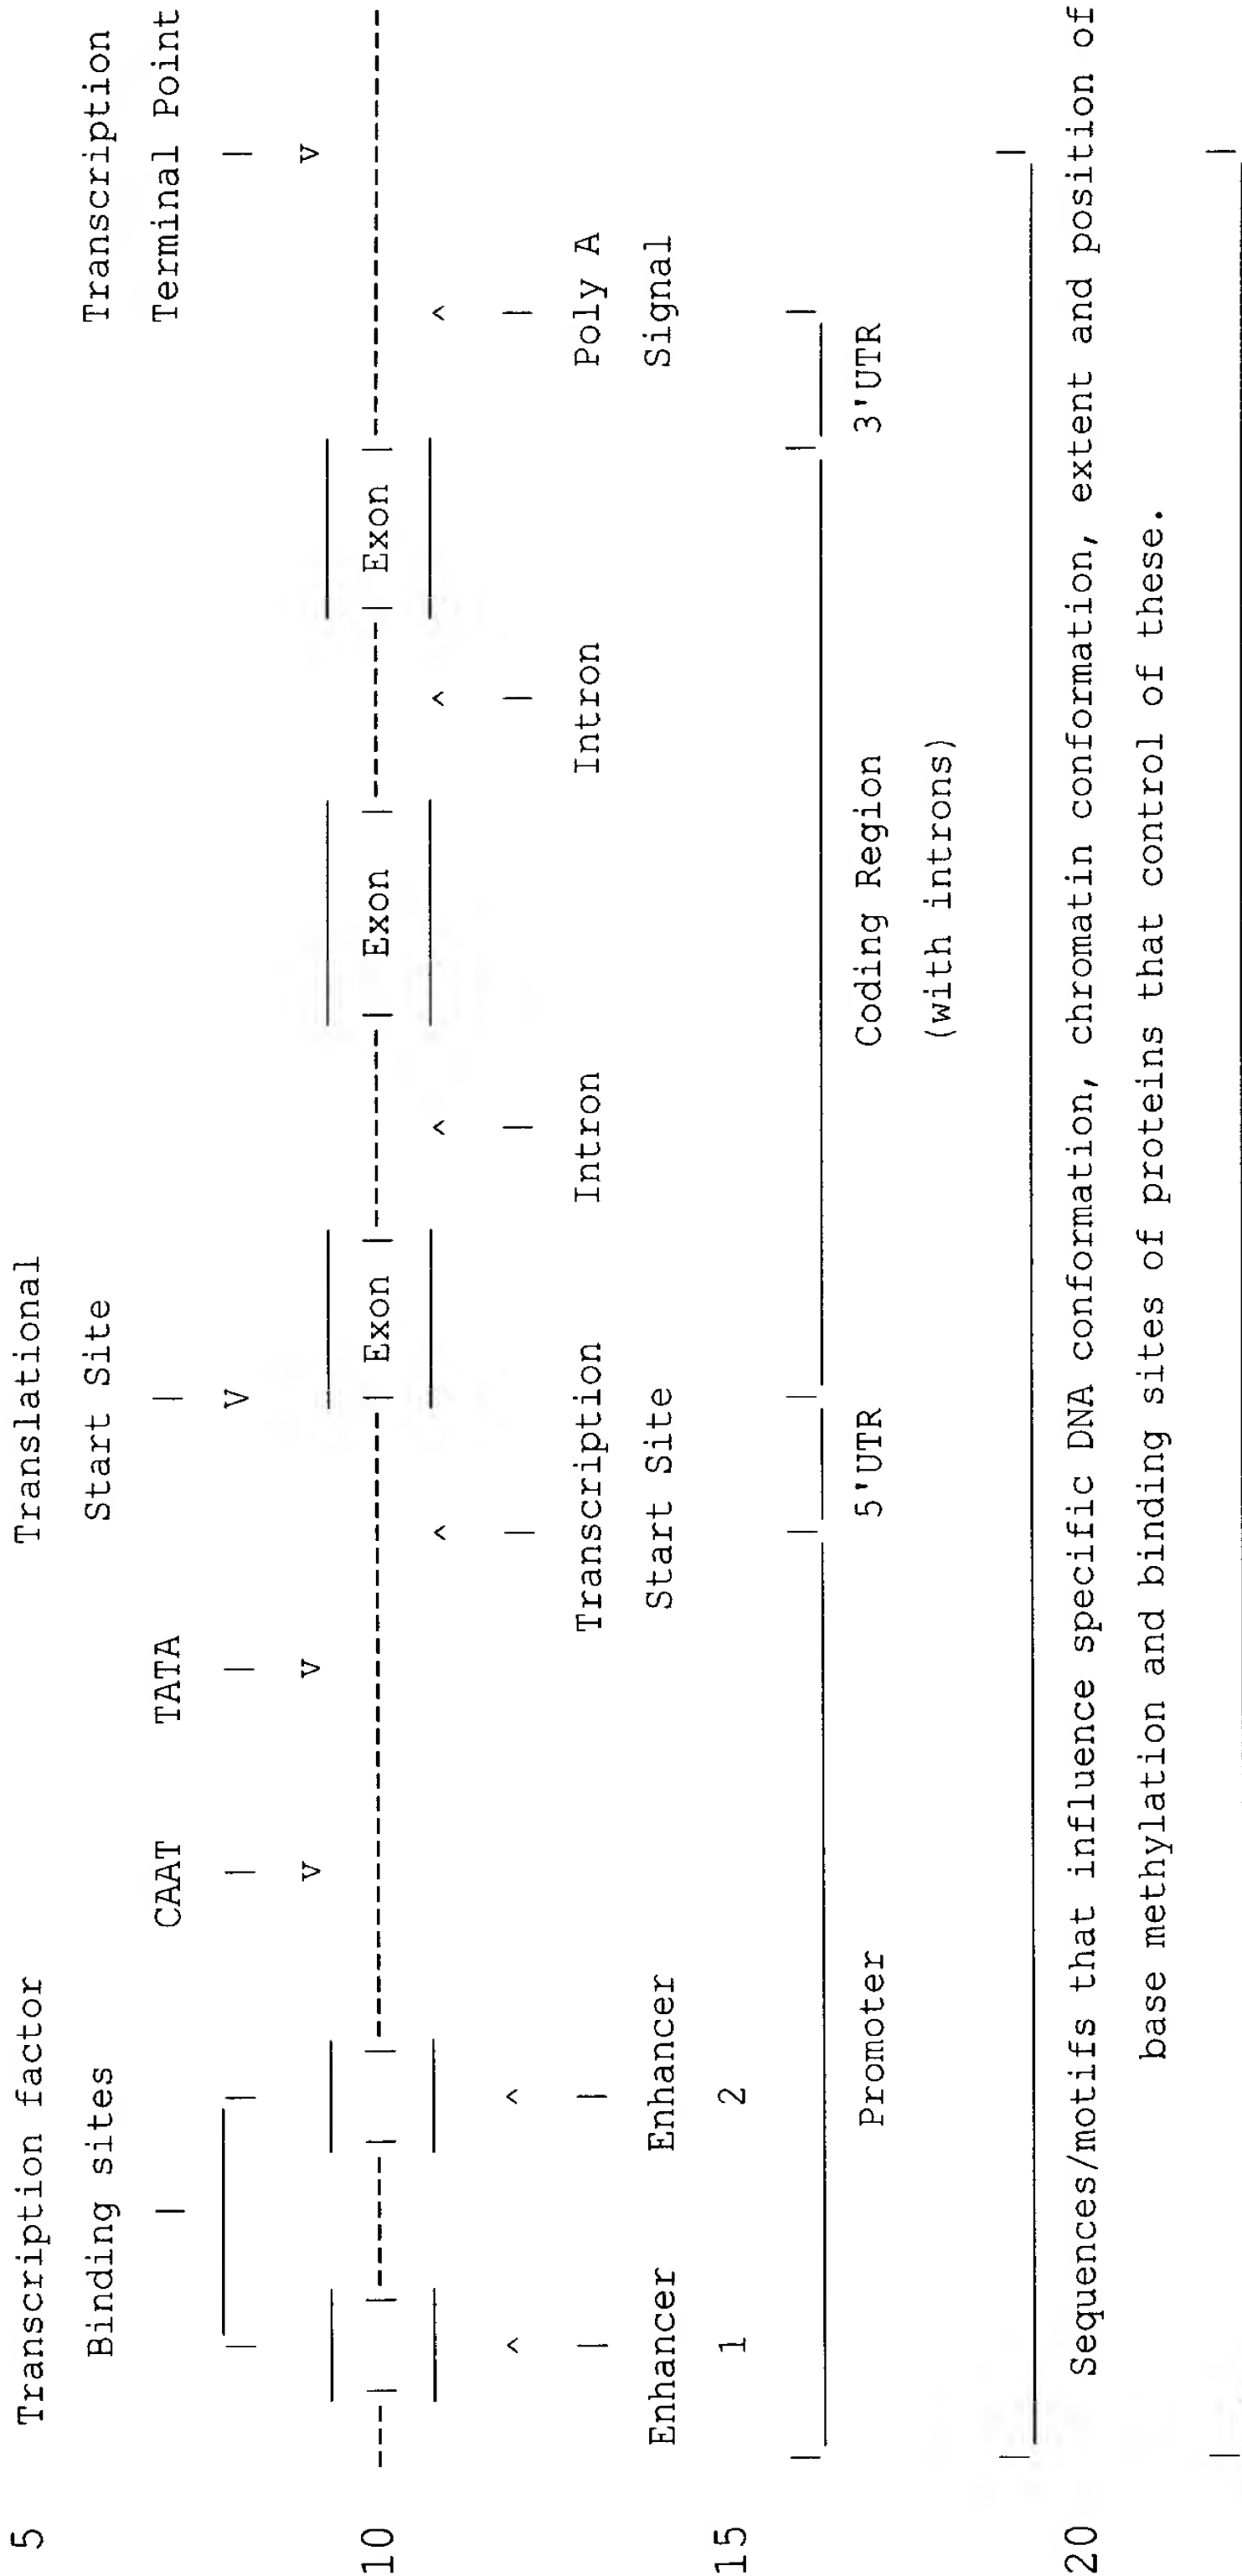 5 Transcription factor Translational Transcription
Binding sites CAAT TATA Start Site Terminal Point
10 Exon Exon Exon
Transcription Intron Intron Poly A
Enhancer Enhancer Start Site Signal
15 1 2
Promoter 5'UTR Coding Region 3'UTR
(with introns)
20 Sequences/motifs that influence specific DNA conformation, chromatin conformation, extent and position of
base methylation and binding sites of proteins that control of these.